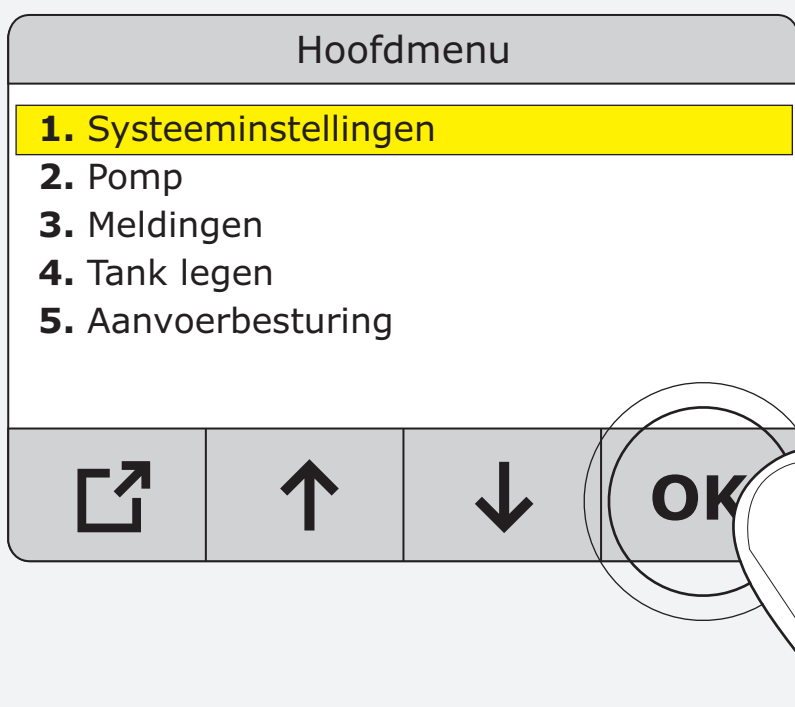 Hoofdmenu
1. Systeeminstellingen
2. Pomp
3. Meldingen
4. Tank legen
5. Aanvoerbesturing
OK